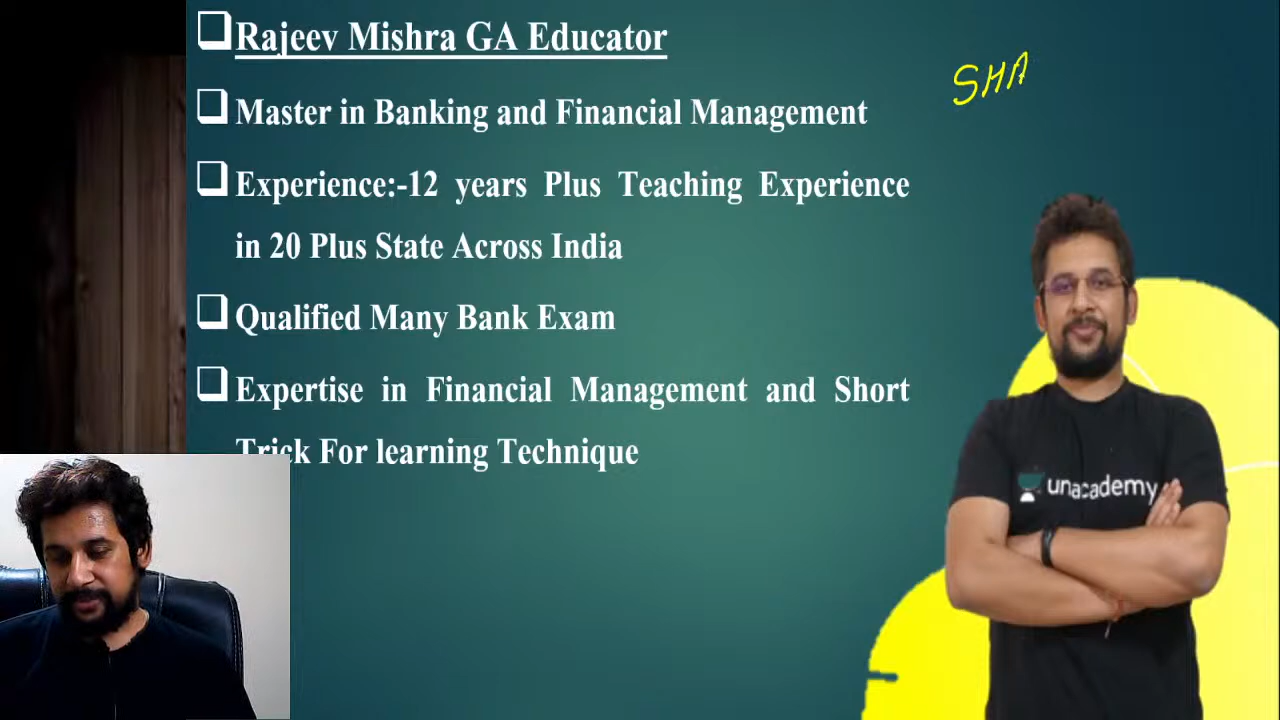 Rajeev Mishra GA Educator
SHA
Master in Banking and Financial Management
Experience:-12 years Plus Teaching Experience
in 20 Plus State Across India
Qualified Many Bank Exam
Expertise in Financial Management and Short
Trick For learning Technique
unacademy